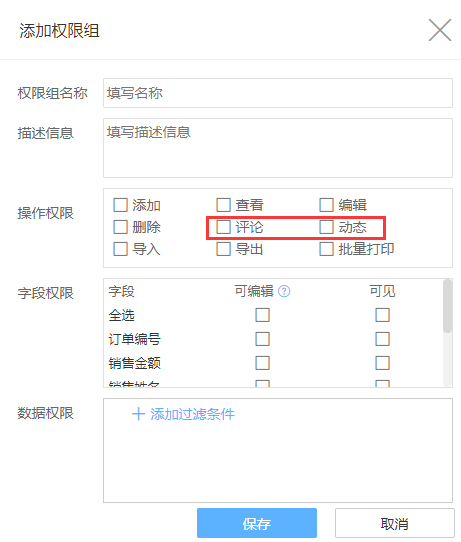 添加权限组
权限组名称 填写名称
描述信息 填写描述信息
操作权限 添加 查看 编辑
删除 评论 动态
导入 导出 批量打印
字段权限 字段 可编辑 ? 可见
全选
订单编号
销售金额
销售姓名
数据权限 + 添加过滤条件
保存 取消